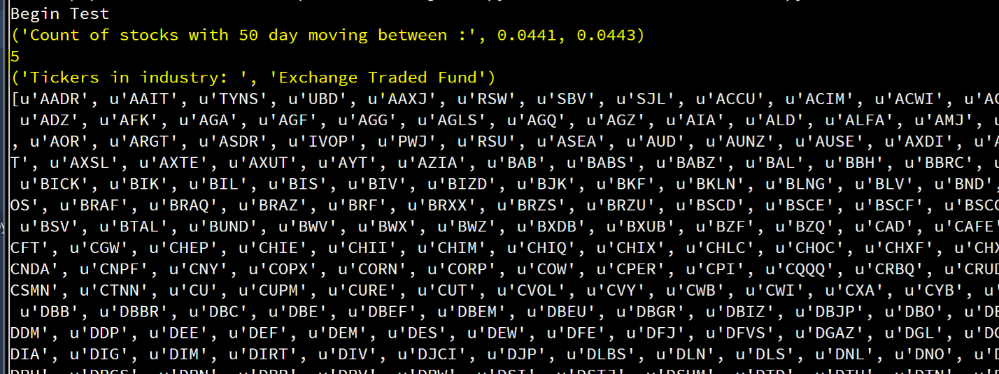 Begin Test
('Count of stocks with 50 day moving between :', 0.0441, 0.0443)
5
('Tickers in industry: ', 'Exchange Traded Fund')
[u'AADR', u'AAIT', u'TYNS', u'UBD', u'AAXJ', u'RSW', u'SBV', u'SJL', u'ACCU', u'ACIM', u'ACWI', u'AC
u'ADZ', u'AFK', u'AGA', u'AGF', u'AGG', u'AGLS', u'AGQ', u'AGZ', u'AIA', u'ALD', u'ALFA', u'AMJ', u
, u'AOR', u'ARGT', u'ASDR', u'IVOP', u'PWJ', u'RSU', u'ASEA', u'AUD', u'AUNZ', u'AUSE', u'AXDI', u'A
T', u'AXSL', u'AXTE', u'AXUT', u'AYT', u'AZIA', u'BAB', u'BABS', u'BABZ', u'BAL', u'BBH', u'BBRC', u
u'BICK', u'BIK', u'BIL', u'BIS', u'BIV', u'BIZD', u'BJK', u'BKF', u'BKLN', u'BLNG', u'BLV', u'BND',
OS', u'BRAF', u'BRAQ', u'BRAZ', u'BRF', u'BRXX', u'BRZS', u'BRZU', u'BSCD', u'BSCE', u'BSCF', u'BSCG
u'BSV', u'BTAL', u'BUND', u'BWV', u'BWX', u'BWZ', u'BXDB', u'BXUB', u'BZF', u'BZQ', u'CAD', u'CAFE'
CFT', u'CGW', u'CHEP', u'CHIE', u'CHII', u'CHIM', u'CHIQ', u'CHIX', u'CHLC', u'CHOC', u'CHXF', u'CHX
CNDA', u'CNPF', u'CNY', u'COPX', u'CORN', u'CORP', u'COW', u'CPER', u'CPI', u'CQQQ', u'CRBQ', u'CRUD
CSMN', u'CTNN', u'CU', u'CUPM', u'CURE', u'CUT', u'CVOL', u'CVY', u'CWB', u'CWI', u'CXA', u'CYB', u'
u'DBB', u'DBBR', u'DBC', u'DBE', u'DBEF', u'DBEM', u'DBEU', u'DBGR', u'DBIZ', u'DBJP', u'DBO', u'DB
DDM', u'DDP', u'DEE', u'DEF', u'DEM', u'DES', u'DEW', u'DFE', u'DFJ', u'DFVS', u'DGAZ', u'DGL', u'DG
DIA', u'DIG', u'DIM', u'DIRT', u'DIV', u'DJCI', u'DJP', u'DLBS', u'DLN', u'DLS', u'DNL', u'DNO', u'D